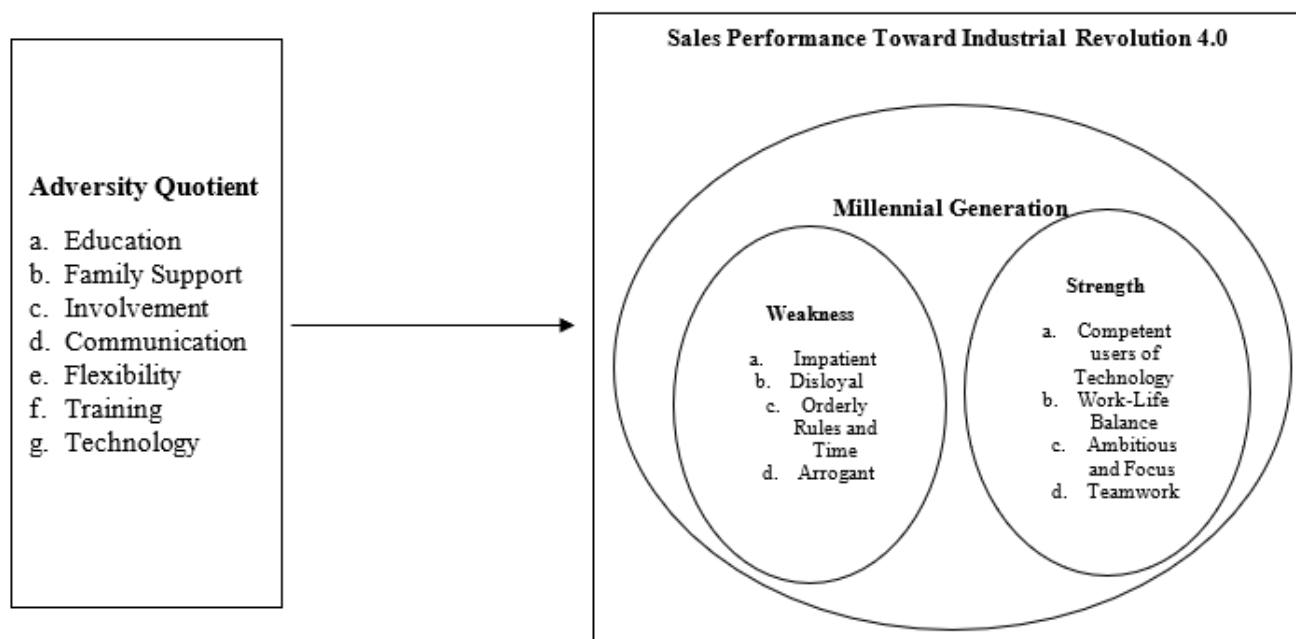 Adversity Quotient
a. Education
b. Family Support
c. Involvement
d. Communication
e. Flexibility
f. Training
g. Technology
Sales Performance Toward Industrial Revolution 4.0
Millennial Generation
Weakness
a. Impatient
b. Disloyal
c. Orderly
Rules and
Time
d. Arrogant
Strength
a. Competent
users of
Technology
b. Work-Life
Balance
c. Ambitious
and Focus
d. Teamwork